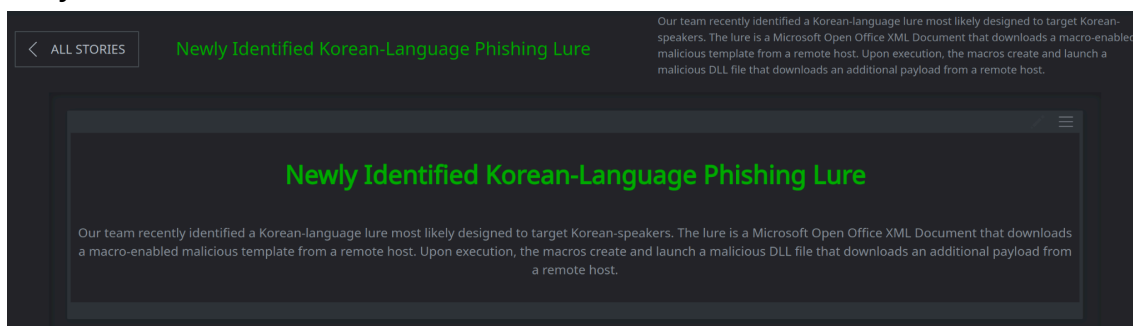 ALL STORIES
Newly Identified Korean-Language Phishing Lure
Our team recently identified a Korean-language lure most likely designed to target Korean-
speakers. The lure is a Microsoft Open Office XML Document that downloads a macro-enabled
malicious template from a remote host. Upon execution, the macros create and launch a
malicious DLL file that downloads an additional payload from a remote host.
Newly Identified Korean-Language Phishing Lure
Our team recently identified a Korean-language lure most likely designed to target Korean-speakers. The lure is a Microsoft Open Office XML Document that downloads
a macro-enabled malicious template from a remote host. Upon execution, the macros create and launch a malicious DLL file that downloads an additional payload from
a remote host.